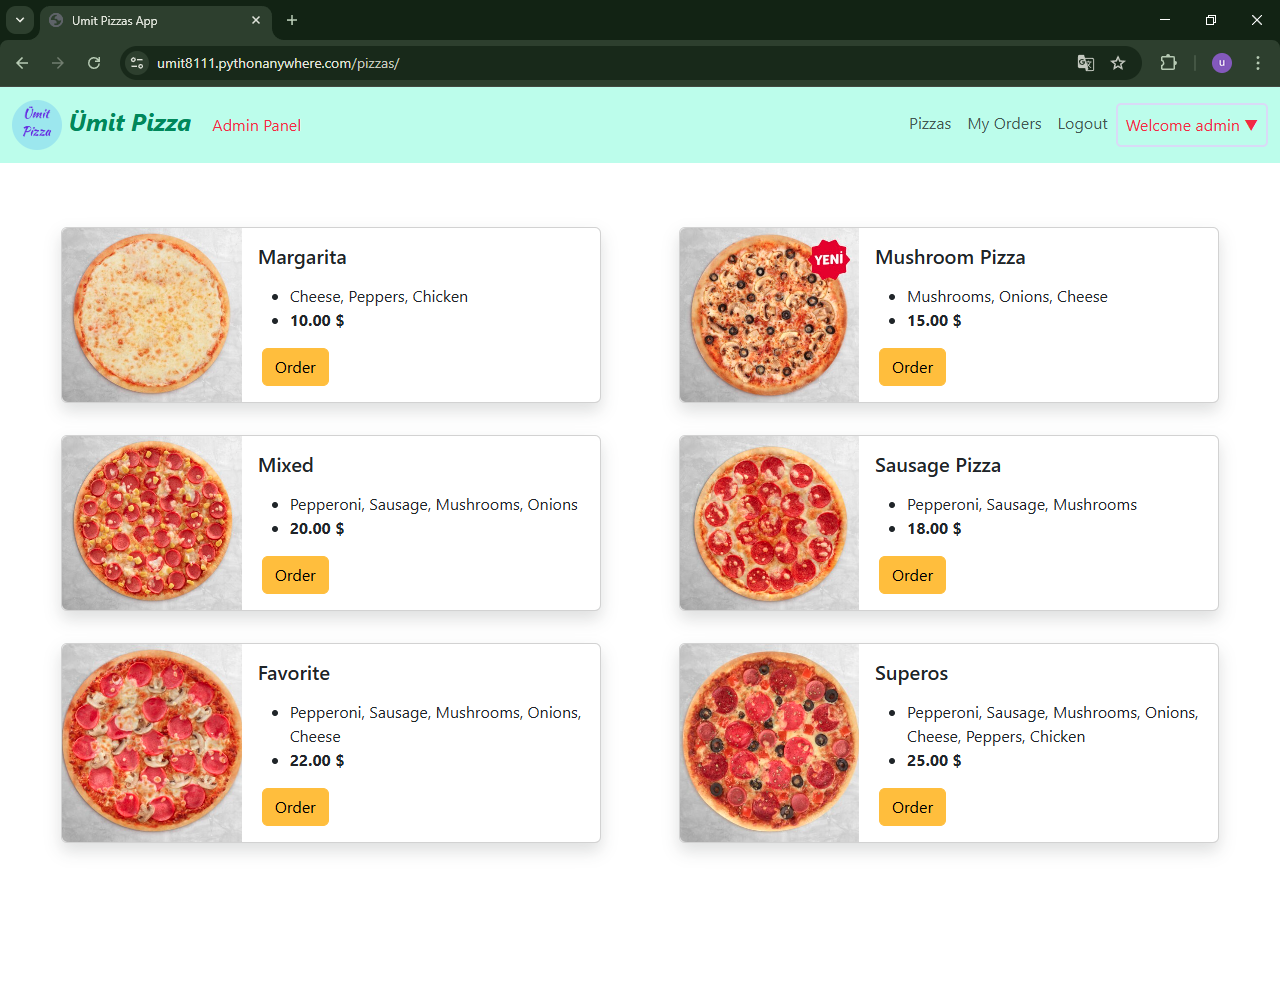 Umit Pizzas App
umit8111.pythonanywhere.com/pizzas/
u
Ümit
Pizza
Ümit Pizza
Admin Panel
Pizzas
My Orders
Logout
Welcome admin ▼
Margarita
Cheese, Peppers, Chicken
10.00 $
Order
YENİ
Mushroom Pizza
Mushrooms, Onions, Cheese
15.00 $
Order
Mixed
Pepperoni, Sausage, Mushrooms, Onions
20.00 $
Order
Sausage Pizza
Pepperoni, Sausage, Mushrooms
18.00 $
Order
Favorite
Pepperoni, Sausage, Mushrooms, Onions,
Cheese
22.00 $
Order
Superos
Pepperoni, Sausage, Mushrooms, Onions,
Cheese, Peppers, Chicken
25.00 $
Order